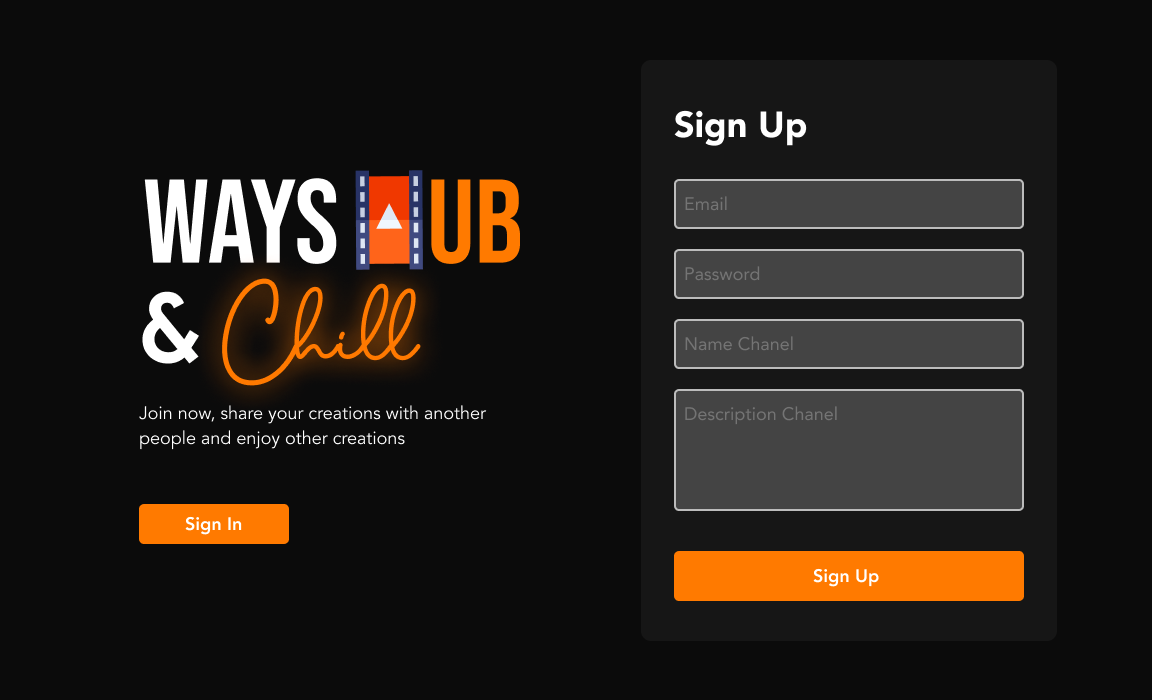 WAYS HUB
& Chill
Join now, share your creations with another
people and enjoy other creations
Sign In
Sign Up
Email
Password
Name Chanel
Description Chanel
Sign Up